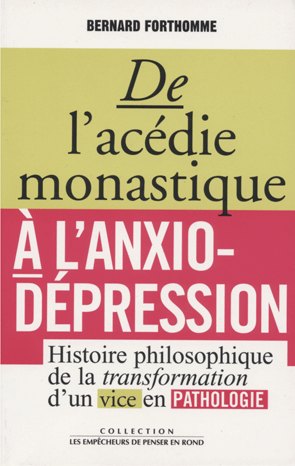 BERNARD FORTHOMME
De
l'acédie
monastique
À L'ANXIO-
DÉPRESSION
Histoire philosophique
de la transformation
d'un vice en PATHOLOGIE
COLLECTION
LES EMPÊCHEURS DE PENSER EN ROND